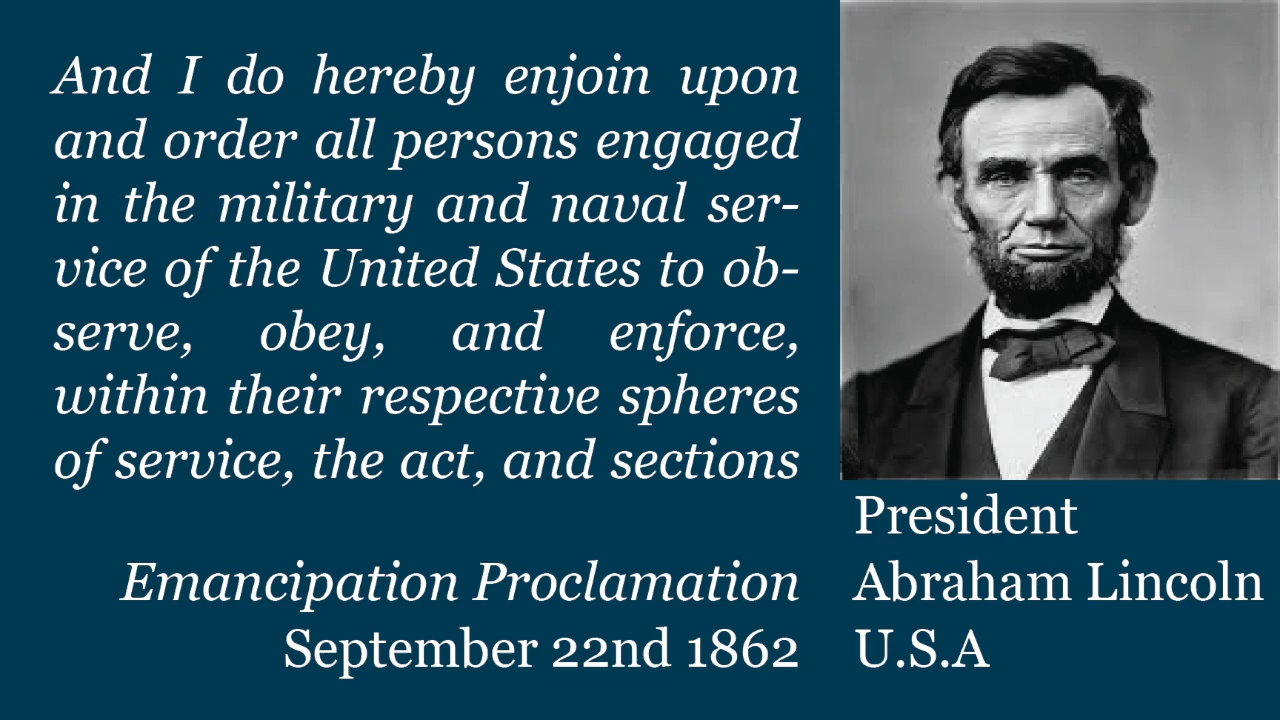 And I do hereby enjoin upon
and order all persons engaged
in the military and naval ser-
vice of the United States to ob-
serve, obey, and enforce,
within their respective spheres
of service, the act, and sections
Emancipation Proclamation
September 22nd 1862
President
Abraham Lincoln
U.S.A